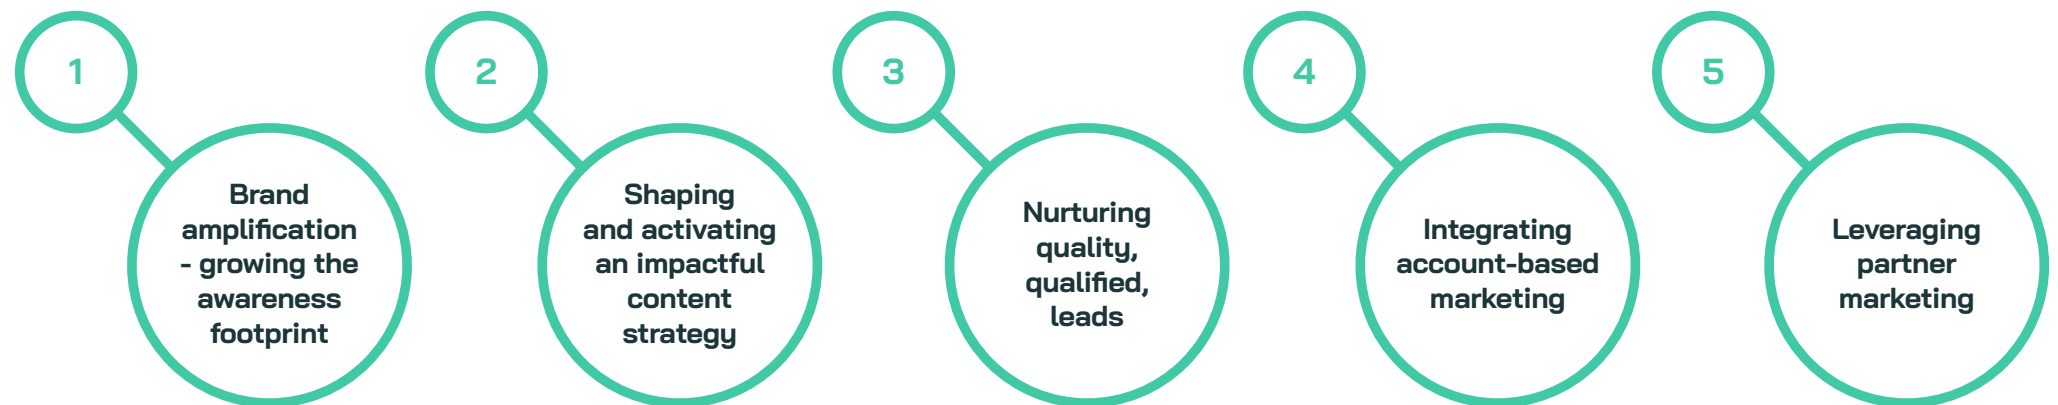 1
Brand
amplification
- growing the
awareness
footprint
2
Shaping
and activating
an impactful
content
strategy
3
Nurturing
quality,
qualified,
leads
4
Integrating
account-based
marketing
5
Leveraging
partner
marketing